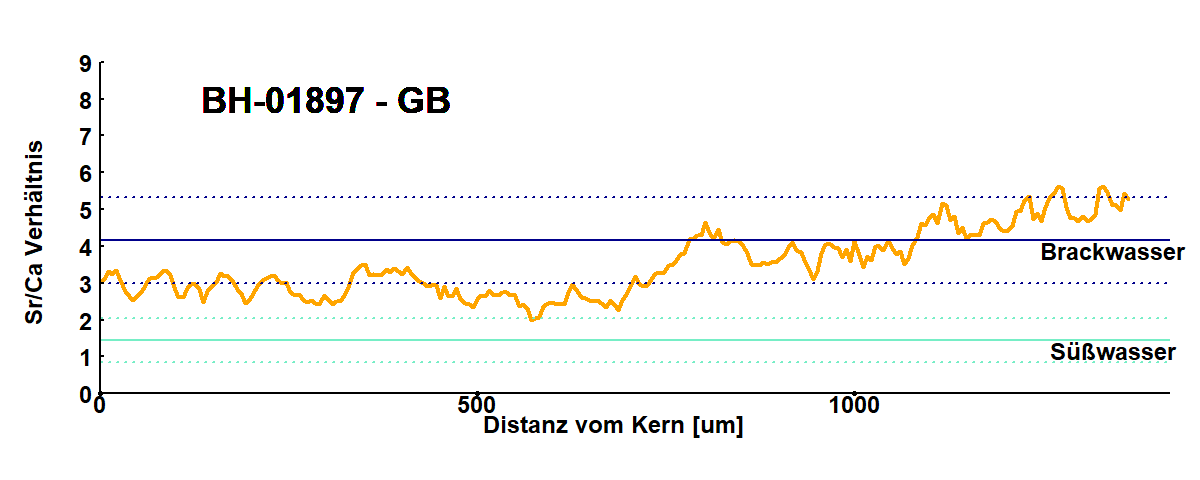 BH-01897 - GB
Sr/Ca Verhältnis
9
8
7
6
5
4
3
2
1
0
Brackwasser
Süßwasser
0 500 1000
Distanz vom Kern [um]